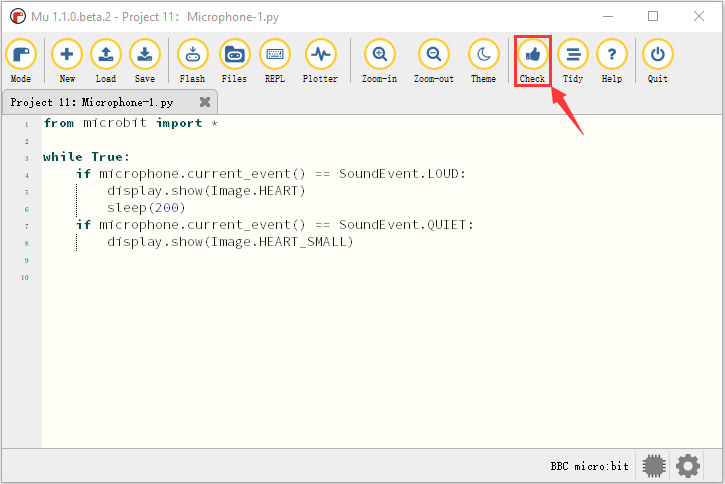 Mu 1.1.0.beta.2 - Project 11: Microphone-1.py
Mode New Load Save Flash Files REPL Plotter Zoom-in Zoom-out Theme Check Tidy Help Quit
Project 11: Microphone-1.py
1 from microbit import *
2
3 while True:
4 if microphone.current_event() == SoundEvent.LOUD:
5 display.show(Image.HEART)
6 sleep(200)
7 if microphone.current_event() == SoundEvent.QUIET:
8 display.show(Image.HEART_SMALL)
9
10
BBC micro:bit